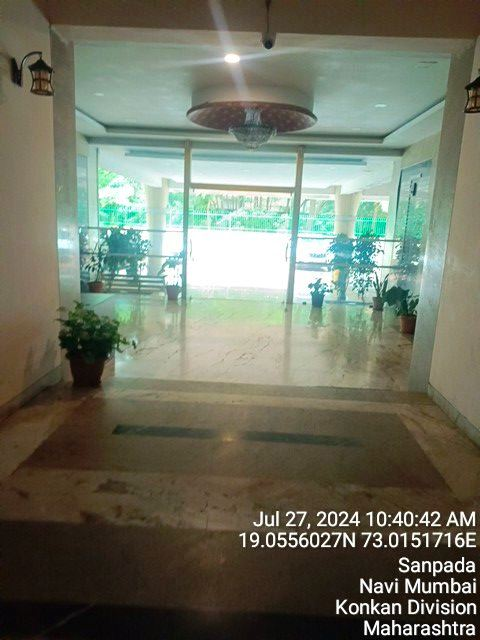 Jul 27, 2024 10:40:42 AM
19.0556027N 73.0151716E
Sanpada
Navi Mumbai
Konkan Division
Maharashtra